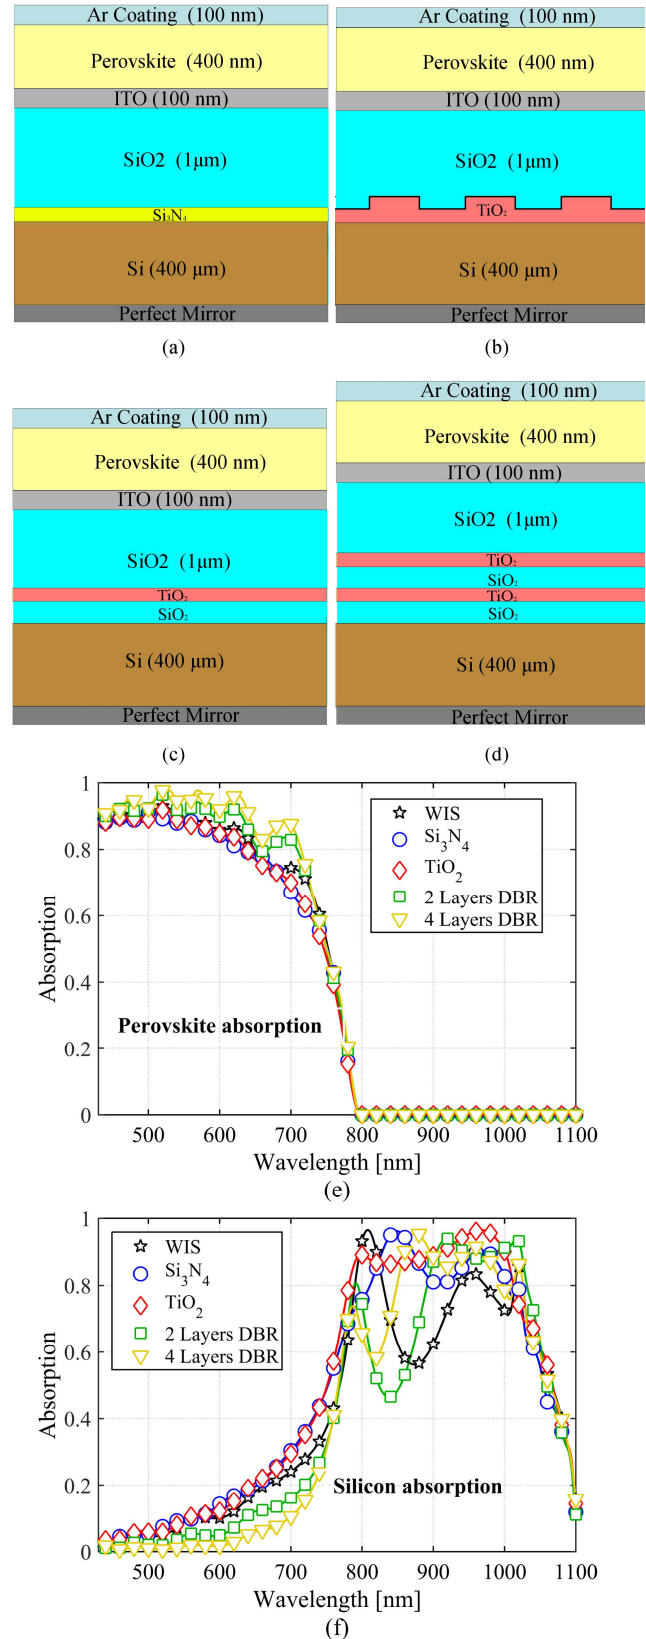 Ar Coating (100 nm)
Perovskite (400 nm)
ITO (100 nm)
SiO2 (1μm)
Si₃N₄
Si (400 μm)
Perfect Mirror
(a)
Ar Coating (100 nm)
Perovskite (400 nm)
ITO (100 nm)
SiO2 (1μm)
TiO₂
Si (400 μm)
Perfect Mirror
(b)
Ar Coating (100 nm)
Perovskite (400 nm)
ITO (100 nm)
SiO2 (1μm)
TiO₂
SiO₂
Si (400 μm)
Perfect Mirror
(c)
Ar Coating (100 nm)
Perovskite (400 nm)
ITO (100 nm)
SiO2 (1μm)
TiO₂
SiO₂
TiO₂
SiO₂
Si (400 μm)
Perfect Mirror
(d)
1
0.8
0.6
0.4
0.2
0
Absorption
WIS
Si₃N₄
TiO₂
2 Layers DBR
4 Layers DBR
Perovskite absorption
500 600 700 800 900 1000 1100
Wavelength [nm]
(e)
1
0.8
0.6
0.4
0.2
0
Absorption
WIS
Si₃N₄
TiO₂
2 Layers DBR
4 Layers DBR
Silicon absorption
500 600 700 800 900 1000 1100
Wavelength [nm]
(f)